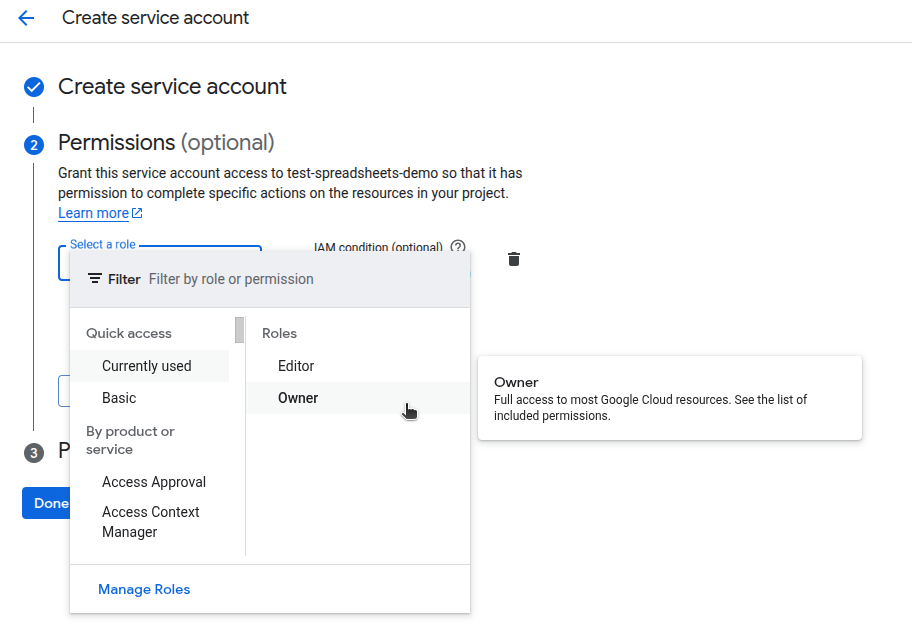 Create service account
Create service account
2
Permissions (optional)
Grant this service account access to test-spreadsheets-demo so that it has
permission to complete specific actions on the resources in your project.
Learn more
Select a role
IAM condition (optional)
?
Filter Filter by role or permission
Quick access
Currently used
Basic
By product or
service
Access Approval
Access Context
Manager
Roles
Editor
Owner
Manage Roles
Owner
Full access to most Google Cloud resources. See the list of
included permissions.
3
P
Done